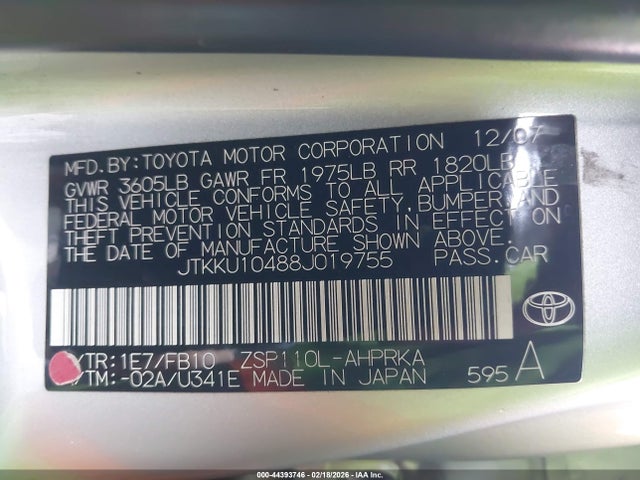 MFD. BY: TOYOTA MOTOR CORPORATION 12/07
GVWR 3605LB GAWR FR 1975LB RR 1820LB
THIS VEHICLE CONFORMS TO ALL APPLICABLE
FEDERAL MOTOR VEHICLE SAFETY, BUMPER, AND
THEFT PREVENTION STANDARDS IN EFFECT ON
THE DATE OF MANUFACTURE SHOWN ABOVE.
JTKKU10488J019755 PASS. CAR
/TR: 1E7/FB10 ZSP110L-AHPRKA
/TM: -02A/U341E MADE IN JAPAN 595 A
TOYOTA
000-44393746 - 02/18/2026 - IAA Inc.